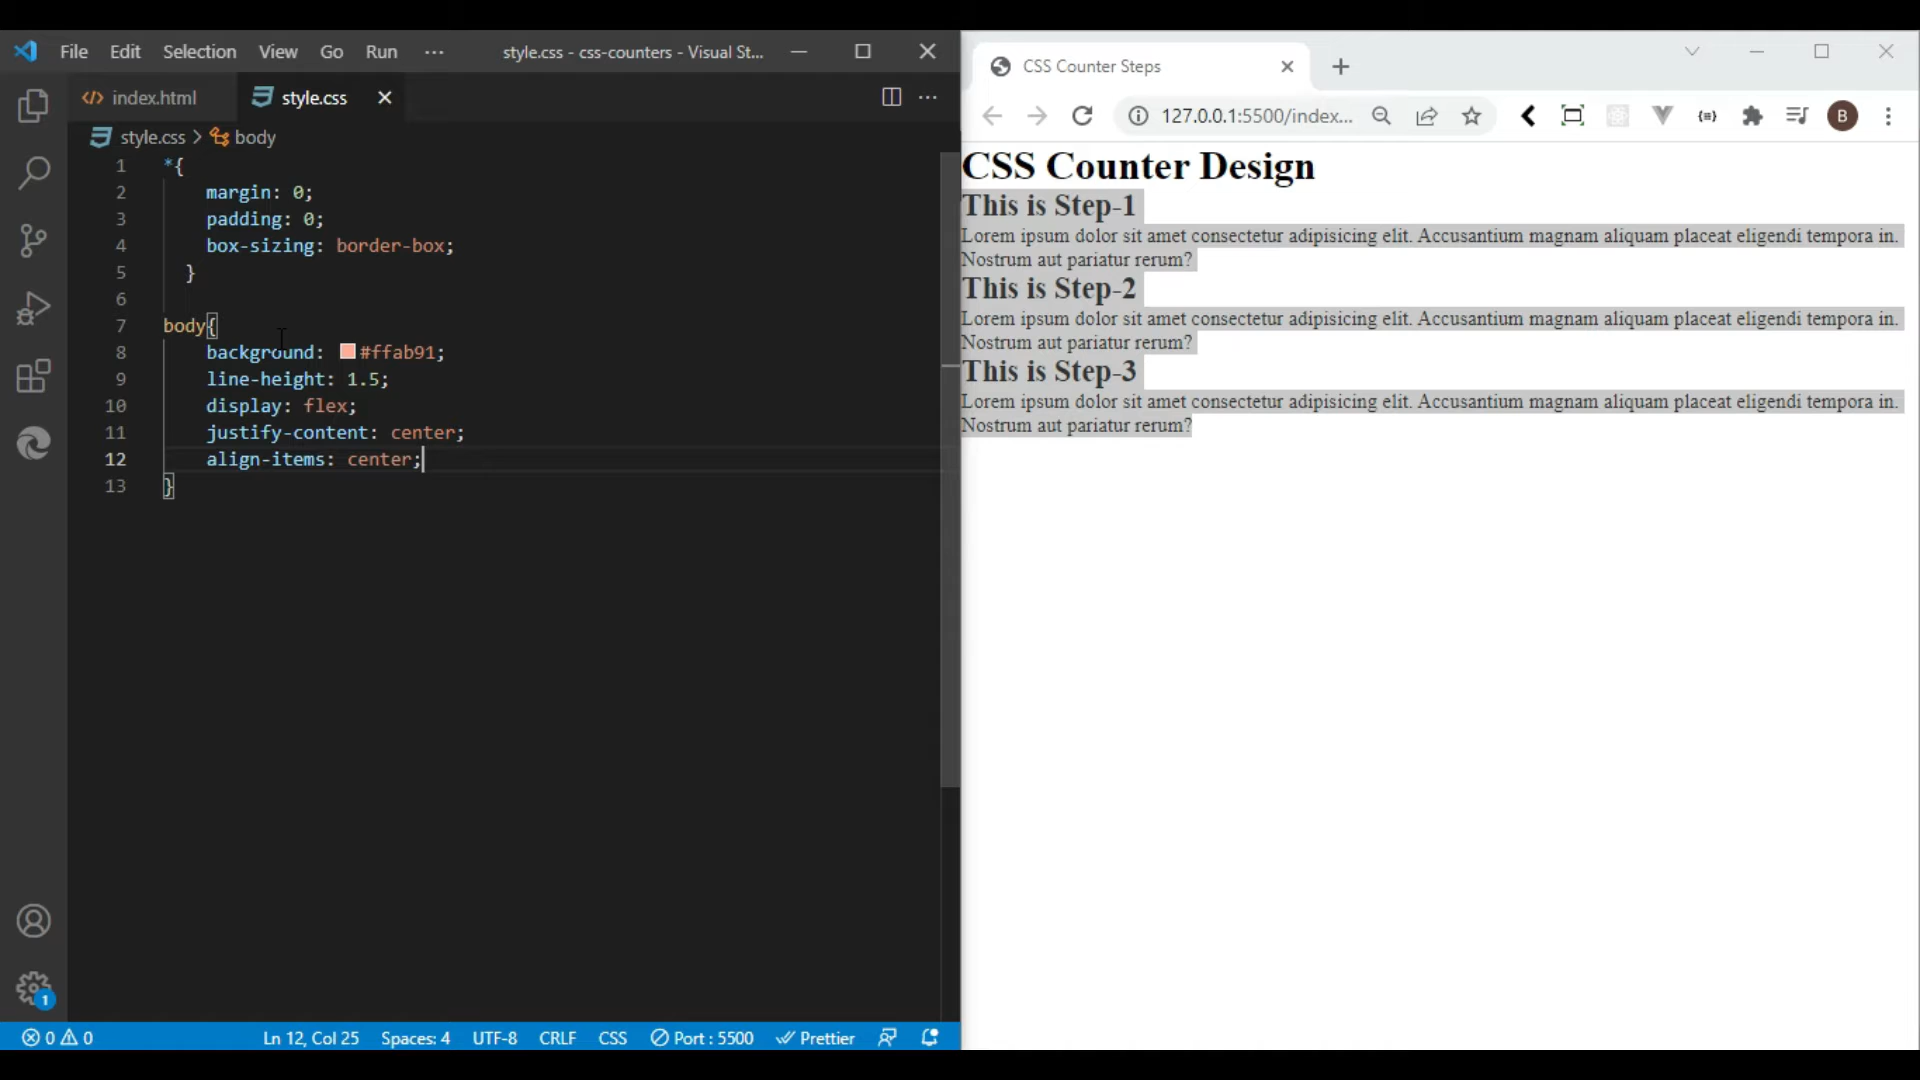 File Edit Selection View Go Run ··· style.css - css-counters - Visual St...
index.html style.css
style.css > body
1 *{
2 margin: 0;
3 padding: 0;
4 box-sizing: border-box;
5 }
6
7 body{
8 background: #ffab91;
9 line-height: 1.5;
10 display: flex;
11 justify-content: center;
12 align-items: center;
13 }
1
0 0 Ln 12, Col 25 Spaces: 4 UTF-8 CRLF CSS Port : 5500 Prettier
CSS Counter Steps
127.0.0.1:5500/index... B
CSS Counter Design
This is Step-1
Lorem ipsum dolor sit amet consectetur adipisicing elit. Accusantium magnam aliquam placeat eligendi tempora in.
Nostrum aut pariatur rerum?
This is Step-2
Lorem ipsum dolor sit amet consectetur adipisicing elit. Accusantium magnam aliquam placeat eligendi tempora in.
Nostrum aut pariatur rerum?
This is Step-3
Lorem ipsum dolor sit amet consectetur adipisicing elit. Accusantium magnam aliquam placeat eligendi tempora in.
Nostrum aut pariatur rerum?